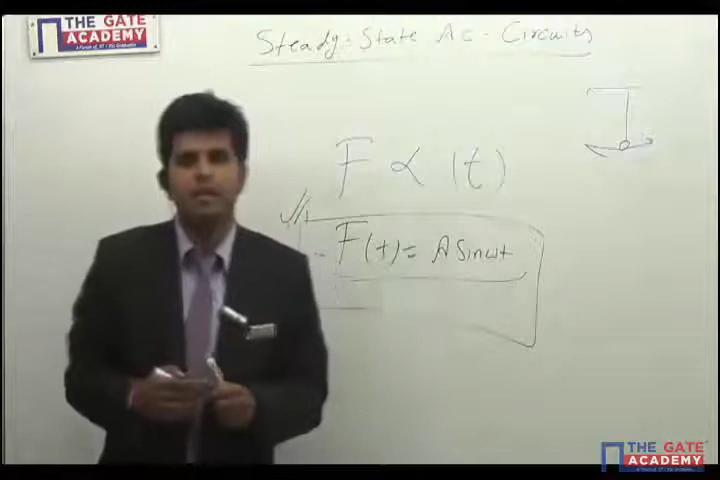 THE GATE
ACADEMY
Steady-State AC-Circuits
F ∝ (t)
F(t)= A Sinωt
THE GATE
ACADEMY